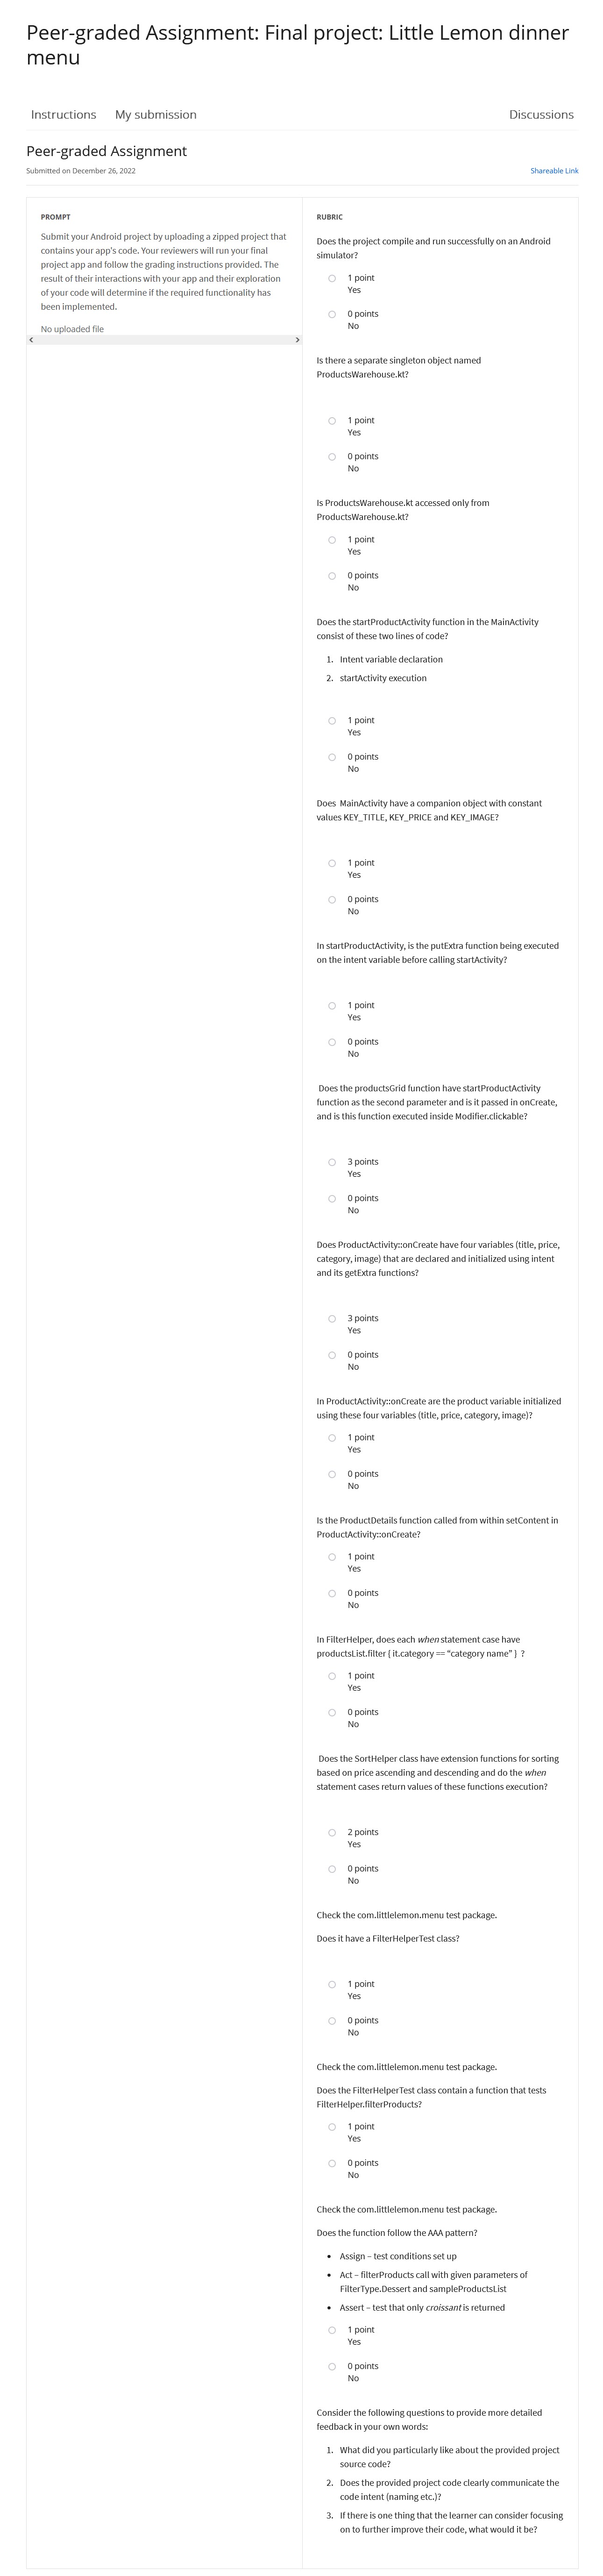 Peer-graded Assignment: Final project: Little Lemon dinner
menu
Instructions
My submission
Discussions
Peer-graded Assignment
Submitted on December 26, 2022
Shareable Link
PROMPT
Submit your Android project by uploading a zipped project that
contains your app's code. Your reviewers will run your final
project app and follow the grading instructions provided. The
result of their interactions with your app and their exploration
of your code will determine if the required functionality has
been implemented.
No uploaded file
RUBRIC
Does the project compile and run successfully on an Android
simulator?
1 point
Yes
0 points
No
Is there a separate singleton object named
ProductsWarehouse.kt?
1 point
Yes
0 points
No
Is ProductsWarehouse.kt accessed only from
ProductsWarehouse.kt?
1 point
Yes
0 points
No
Does the startProductActivity function in the MainActivity
consist of these two lines of code?
1. Intent variable declaration
2. startActivity execution
1 point
Yes
0 points
No
Does MainActivity have a companion object with constant
values KEY_TITLE, KEY_PRICE and KEY_IMAGE?
1 point
Yes
0 points
No
In startProductActivity, is the putExtra function being executed
on the intent variable before calling startActivity?
1 point
Yes
0 points
No
Does the productsGrid function have startProductActivity
function as the second parameter and is it passed in onCreate,
and is this function executed inside Modifier.clickable?
3 points
Yes
0 points
No
Does ProductActivity::onCreate have four variables (title, price,
category, image) that are declared and initialized using intent
and its getExtra functions?
3 points
Yes
0 points
No
In ProductActivity::onCreate are the product variable initialized
using these four variables (title, price, category, image)?
1 point
Yes
0 points
No
Is the ProductDetails function called from within setContent in
ProductActivity::onCreate?
1 point
Yes
0 points
No
In FilterHelper, does each when statement case have
productsList.filter { it.category == "category name" } ?
1 point
Yes
0 points
No
Does the SortHelper class have extension functions for sorting
based on price ascending and descending and do the when
statement cases return values of these functions execution?
2 points
Yes
0 points
No
Check the com.littlelemon.menu test package.
Does it have a FilterHelperTest class?
1 point
Yes
0 points
No
Check the com.littlelemon.menu test package.
Does the FilterHelperTest class contain a function that tests
FilterHelper.filterProducts?
1 point
Yes
0 points
No
Check the com.littlelemon.menu test package.
Does the function follow the AAA pattern?
• Assign – test conditions set up
• Act – filterProducts call with given parameters of
FilterType.Dessert and sampleProductsList
• Assert – test that only croissant is returned
1 point
Yes
0 points
No
Consider the following questions to provide more detailed
feedback in your own words:
1. What did you particularly like about the provided project
source code?
2. Does the provided project code clearly communicate the
code intent (naming etc.)?
3. If there is one thing that the learner can consider focusing
on to further improve their code, what would it be?